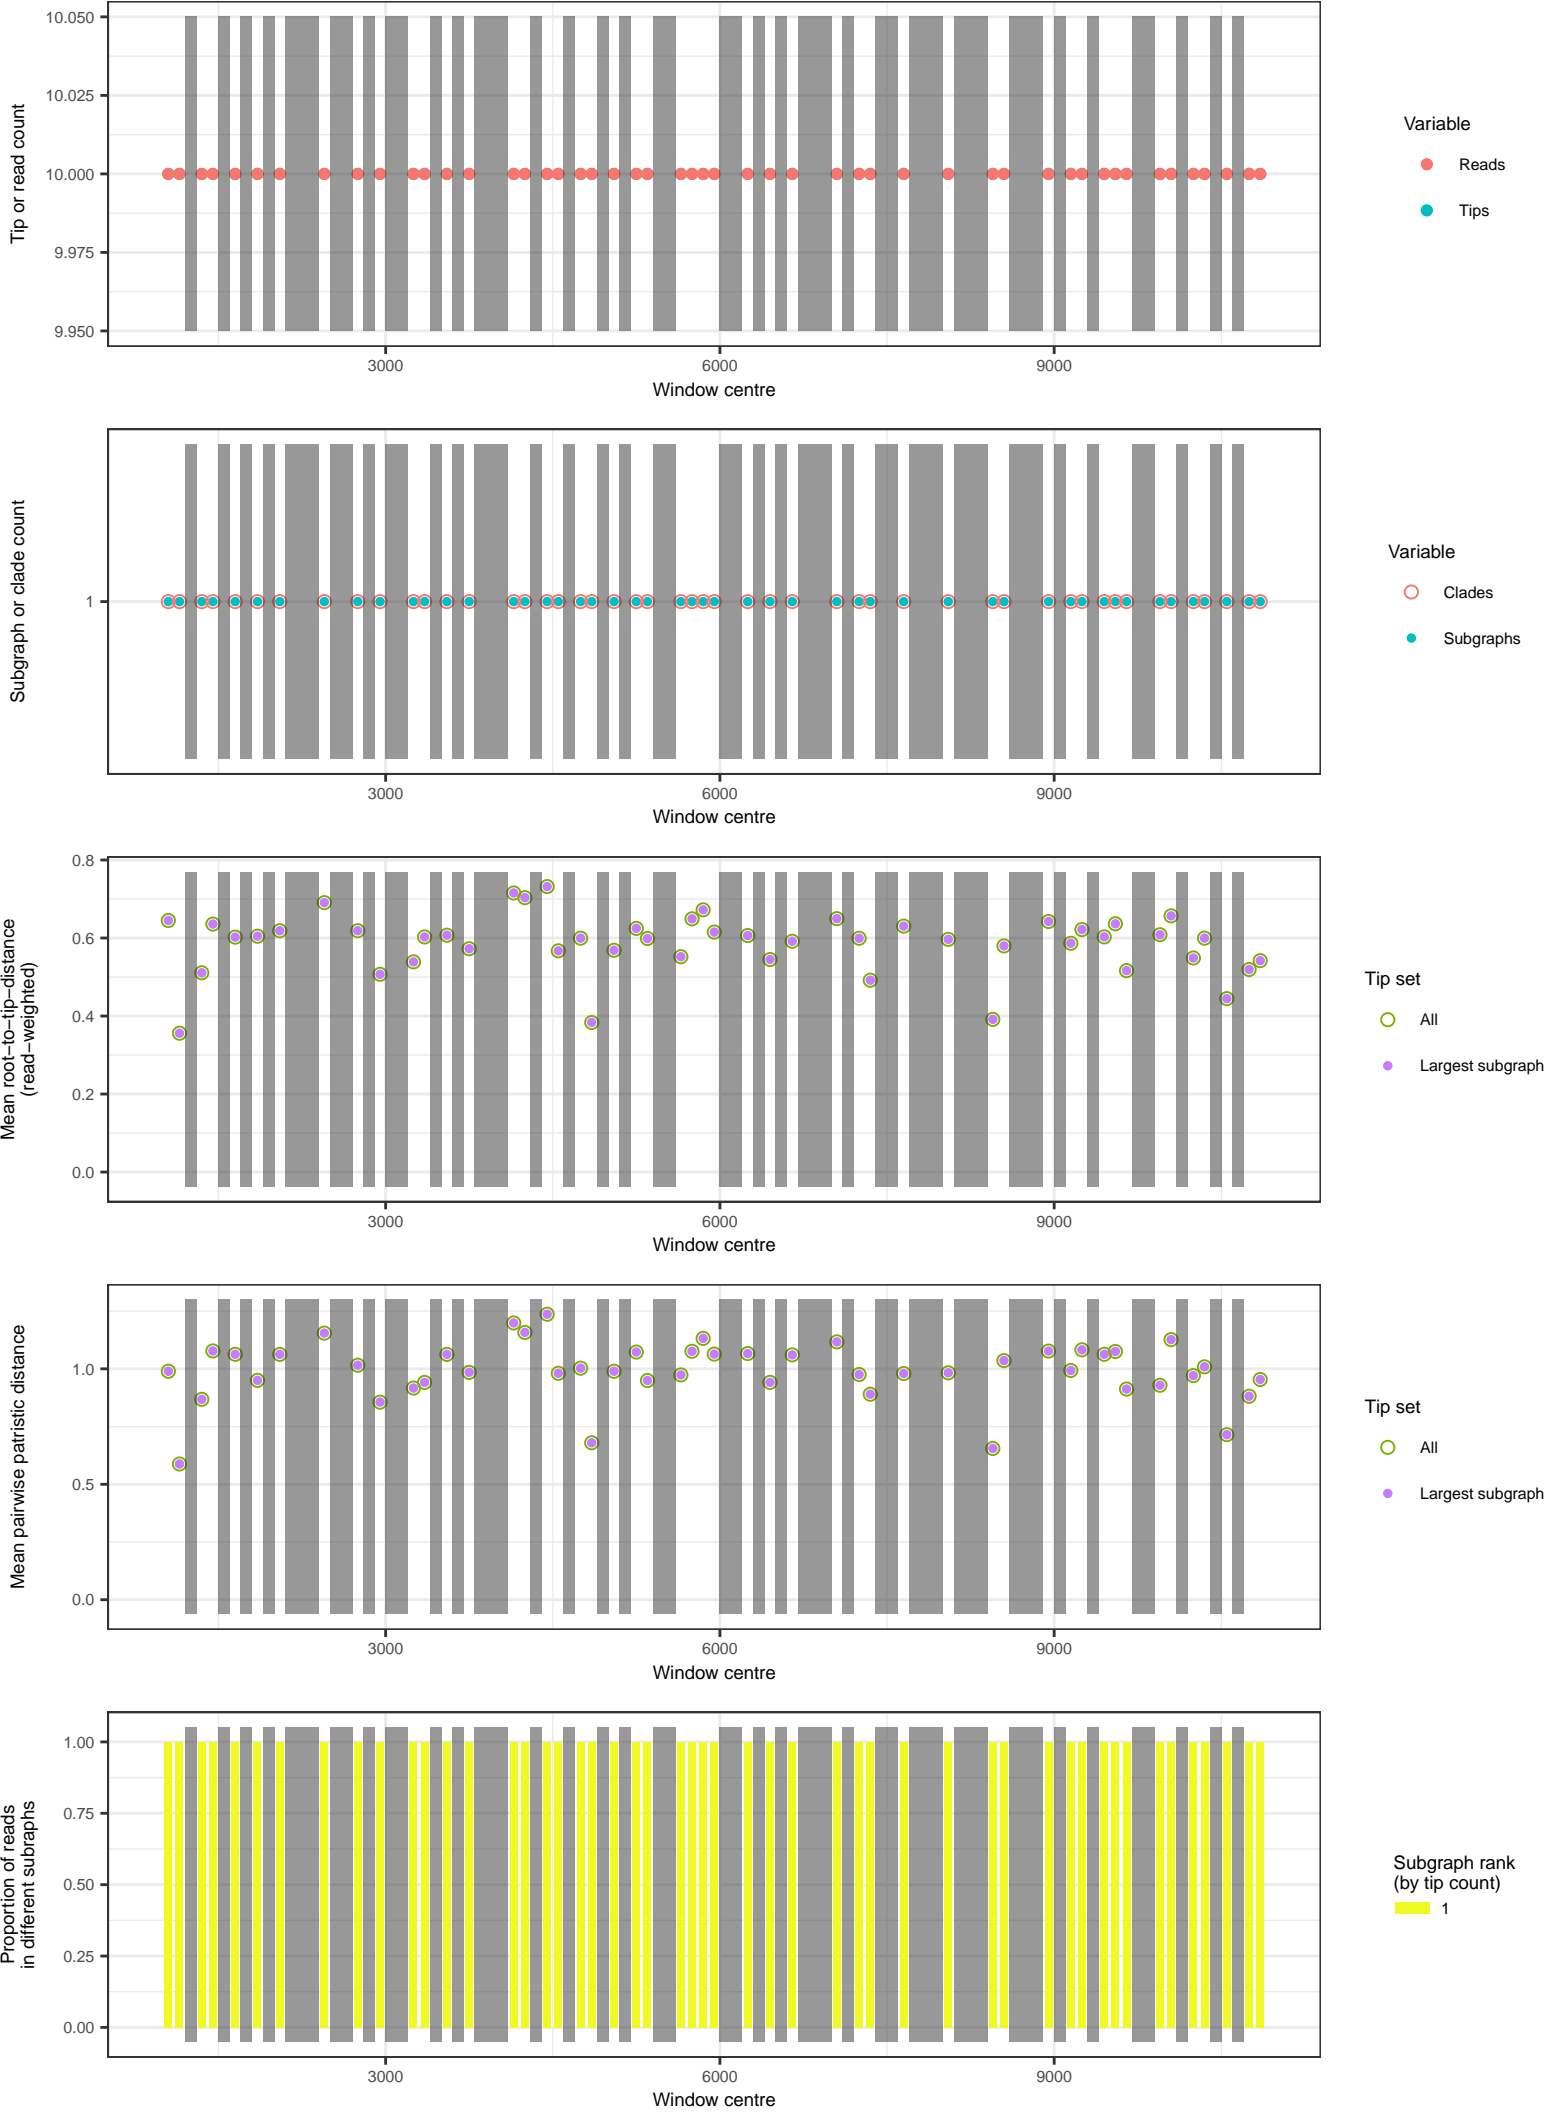 10.050
10.025
10.000
9.975
9.950
Tip or read count
3000
6000
9000
Window centre
Variable
Reads
Tips
1
Subgraph or clade count
3000
6000
9000
Window centre
Variable
Clades
Subgraphs
0.8
0.6
0.4
0.2
0.0
Mean root−to−tip−distance
(read−weighted)
3000
6000
9000
Window centre
Tip set
All
Largest subgraph
1.0
0.5
0.0
Mean pairwise patristic distance
3000
6000
9000
Window centre
Tip set
All
Largest subgraph
1.00
0.75
0.50
0.25
0.00
Proportion of reads
in different subraphs
3000
6000
9000
Window centre
Subgraph rank
(by tip count)
1